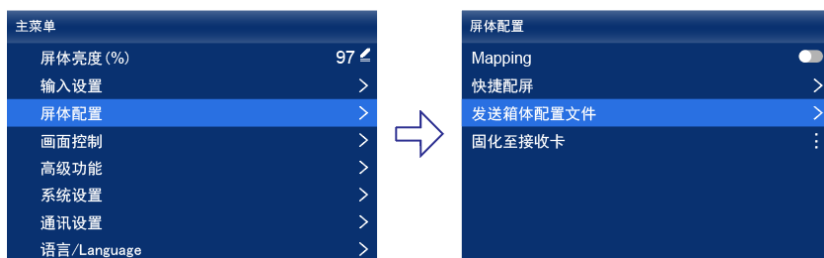 主菜单
屏体亮度(%) 97
输入设置
屏体配置
画面控制
高级功能
系统设置
通讯设置
语言/Language
屏体配置
Mapping
快捷配屏
发送箱体配置文件
固化至接收卡